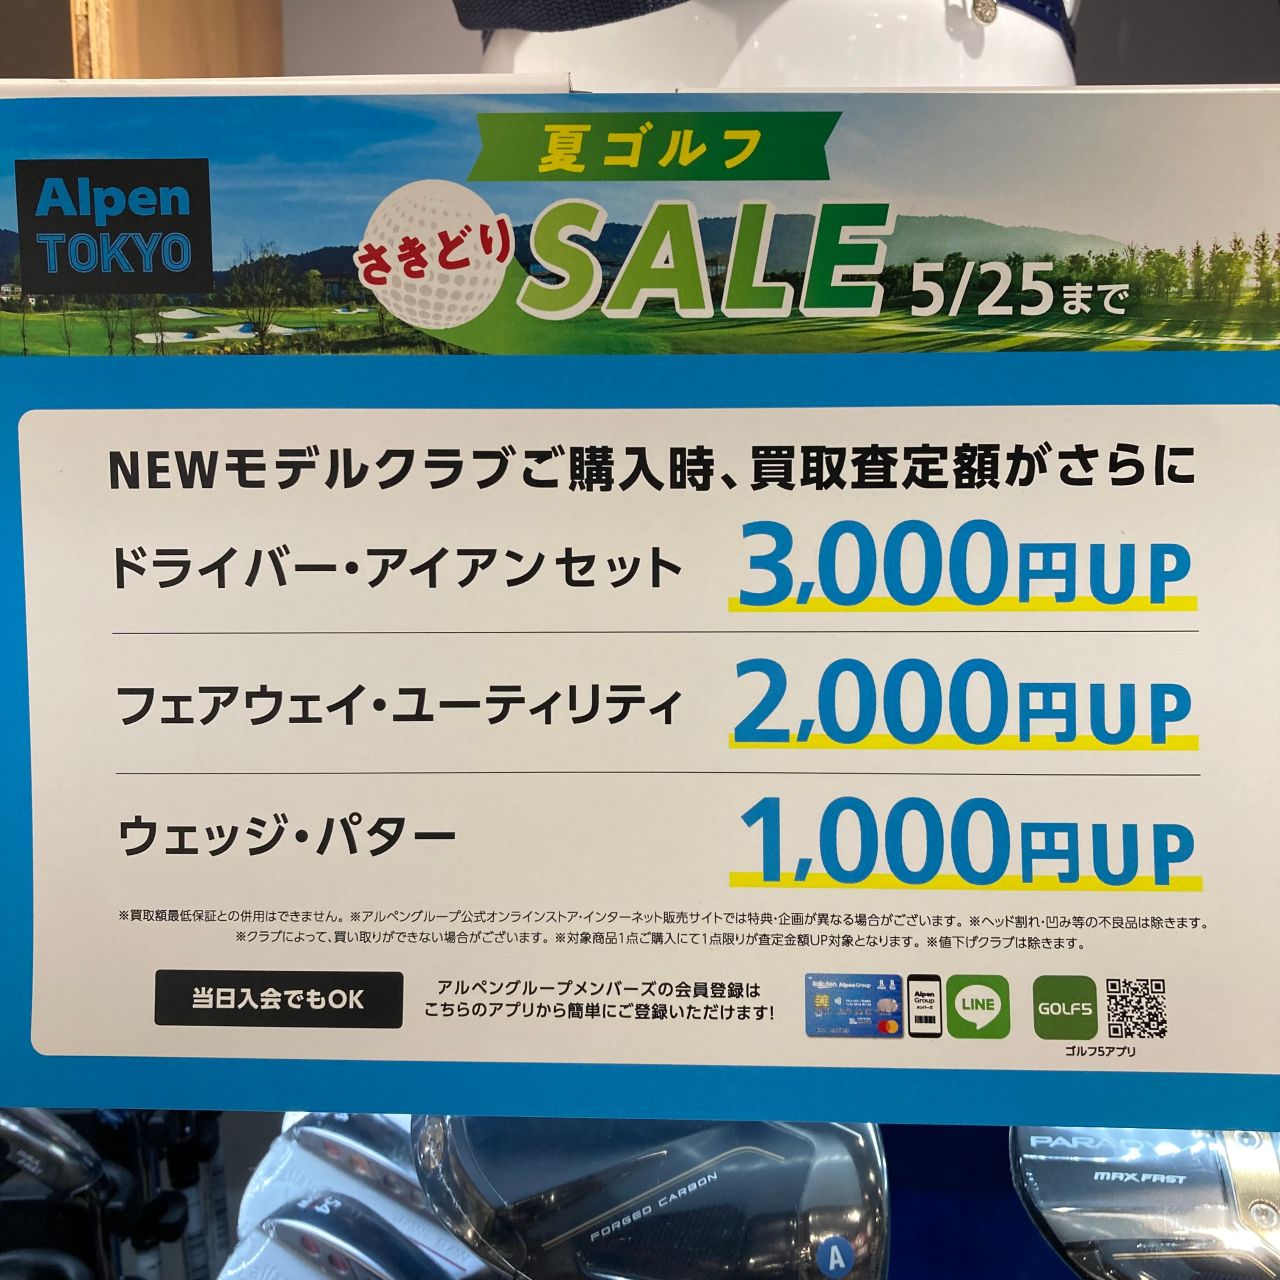 Alpen
TOKYO
夏ゴルフ
さきどり
SALE 5/25まで
NEWモデルクラブご購入時、買取査定額がさらに
ドライバー・アイアンセット 3,000円UP
フェアウェイ・ユーティリティ 2,000円UP
ウェッジ・パター 1,000円UP
※買取額最低保証との併用はできません。※アルペングループ公式オンラインストア・インターネット販売サイトでは特典・企画が異なる場合がございます。※ヘッド割れ・凹み等の不良品は除きます。
※クラブによって、買い取りができない場合がございます。※対象商品1点ご購入にて1点限りが査定金額UP対象となります。※値下げクラブは除きます。
当日入会でもOK
アルペングループメンバーズの会員登録は
こちらのアプリから簡単にご登録いただけます!
Rakuten AlpenGroup
Alpen
Group
メンバーズ
LINE
GOLF5
ゴルフ5アプリ
FORGED CARBON
A
MAX FAST